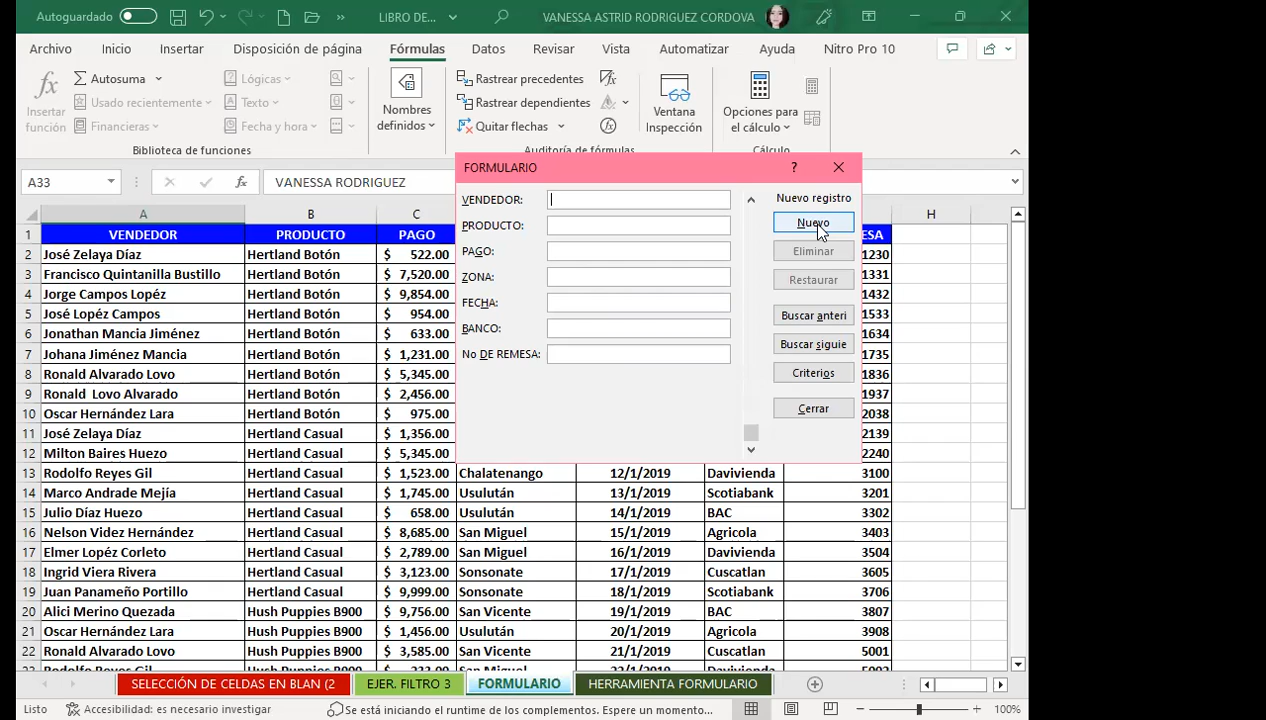 Autoguardado LIBRO DE... VANESSA ASTRID RODRIGUEZ CORDOVA
Archivo Inicio Insertar Disposición de página Fórmulas Datos Revisar Vista Automatizar Ayuda Nitro Pro 10
Insertar función
Autosuma
Usado recientemente
Financieras
Lógicas
Texto
Fecha y hora
Biblioteca de funciones
Nombres definidos
Rastrear precedentes
Rastrear dependientes
Quitar flechas
Auditoría de fórmulas
Ventana Inspección
Opciones para el cálculo
Cálculo
A33 fx VANESSA RODRIGUEZ
FORMULARIO ?
VENDEDOR:
PRODUCTO:
PAGO:
ZONA:
FECHA:
BANCO:
No DE REMESA:
Nuevo registro
Nuevo
Eliminar
Restaurar
Buscar anteri
Buscar siguie
Criterios
Cerrar
A B C H
1 VENDEDOR PRODUCTO PAGO ESA
2 José Zelaya Díaz Hertland Botón $ 522.00 1230
3 Francisco Quintanilla Bustillo Hertland Botón $ 7,520.00 1331
4 Jorge Campos Lopéz Hertland Botón $ 9,854.00 1432
5 José Lopéz Campos Hertland Botón $ 954.00 1533
6 Jonathan Mancia Jiménez Hertland Botón $ 633.00 1634
7 Johana Jiménez Mancia Hertland Botón $ 1,231.00 1735
8 Ronald Alvarado Lovo Hertland Botón $ 5,345.00 1836
9 Ronald Lovo Alvarado Hertland Botón $ 2,456.00 1937
10 Oscar Hernández Lara Hertland Botón $ 975.00 2038
11 José Zelaya Díaz Hertland Casual $ 1,356.00 2139
12 Milton Baires Huezo Hertland Casual $ 5,345.00 2240
13 Rodolfo Reyes Gil Hertland Casual $ 1,523.00 Chalatenango 12/1/2019 Davivienda 3100
14 Marco Andrade Mejía Hertland Casual $ 1,745.00 Usulután 13/1/2019 Scotiabank 3201
15 Julio Díaz Huezo Hertland Casual $ 658.00 Usulután 14/1/2019 BAC 3302
16 Nelson Videz Hernández Hertland Casual $ 8,685.00 San Miguel 15/1/2019 Agricola 3403
17 Elmer Lopéz Corleto Hertland Casual $ 2,789.00 San Miguel 16/1/2019 Davivienda 3504
18 Ingrid Viera Rivera Hertland Casual $ 3,123.00 Sonsonate 17/1/2019 Cuscatlan 3605
19 Juan Panameño Portillo Hertland Casual $ 9,999.00 Sonsonate 18/1/2019 Scotiabank 3706
20 Alici Merino Quezada Hush Puppies B900 $ 9,756.00 San Vicente 19/1/2019 BAC 3807
21 Oscar Hernández Lara Hush Puppies B900 $ 1,456.00 Usulután 20/1/2019 Agricola 3908
22 Ronald Alvarado Lovo Hush Puppies B900 $ 3,585.00 San Vicente 21/1/2019 Cuscatlan 5001
SELECCIÓN DE CELDAS EN BLAN (2 EJER. FILTRO 3 FORMULARIO HERRAMIENTA FORMULARIO
Listo Accesibilidad: es necesario investigar Se está iniciando el runtime de los complementos. Espere un momento... 100%